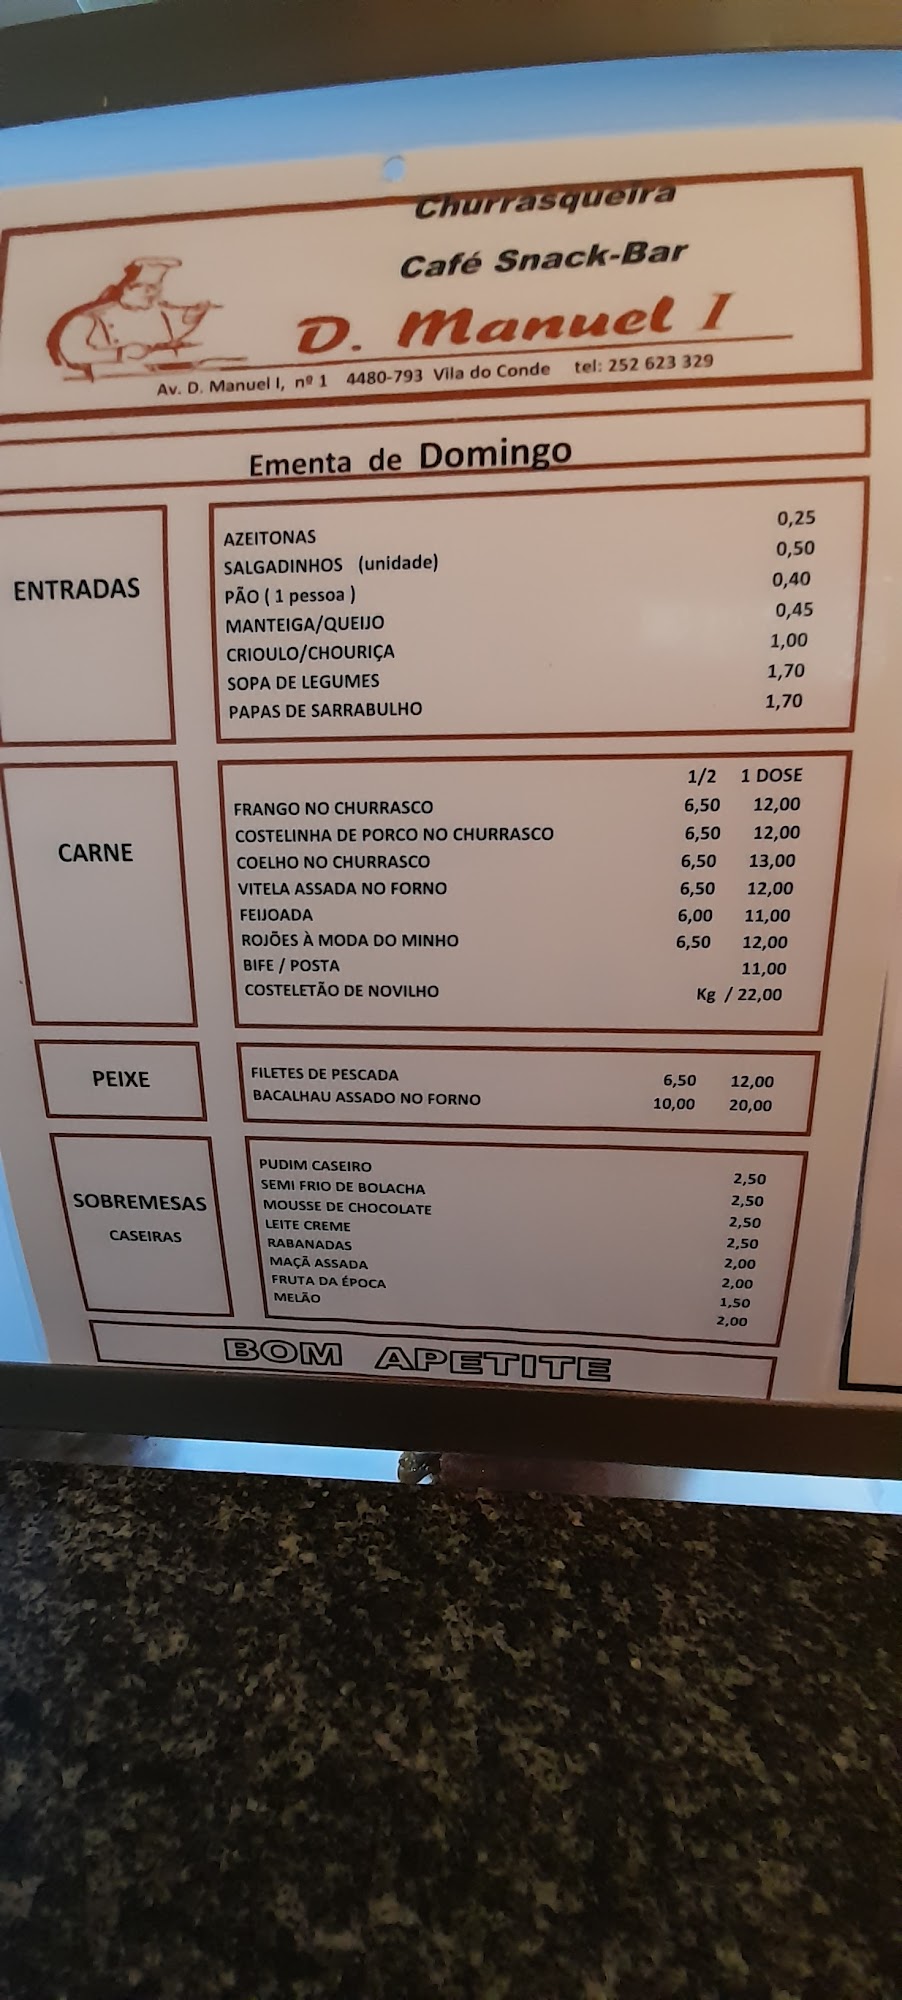 Churrasqueira
Café Snack-Bar
D. Manuel I
Av. D. Manuel I, nº 1 4480-793 Vila do Conde tel: 252 623 329
Ementa de Domingo
ENTRADAS
AZEITONAS 0,25
SALGADINHOS (unidade) 0,50
PÃO ( 1 pessoa ) 0,40
MANTEIGA/QUEIJO 0,45
CRIOULO/CHOURIÇA 1,00
SOPA DE LEGUMES 1,70
PAPAS DE SARRABULHO 1,70
CARNE
1/2 1 DOSE
FRANGO NO CHURRASCO 6,50 12,00
COSTELINHA DE PORCO NO CHURRASCO 6,50 12,00
COELHO NO CHURRASCO 6,50 13,00
VITELA ASSADA NO FORNO 6,50 12,00
FEIJOADA 6,00 11,00
ROJÕES À MODA DO MINHO 6,50 12,00
BIFE / POSTA 11,00
COSTELETÃO DE NOVILHO Kg / 22,00
PEIXE
FILETES DE PESCADA 6,50 12,00
BACALHAU ASSADO NO FORNO 10,00 20,00
SOBREMESAS
CASEIRAS
PUDIM CASEIRO 2,50
SEMI FRIO DE BOLACHA 2,50
MOUSSE DE CHOCOLATE 2,50
LEITE CREME 2,50
RABANADAS 2,00
MAÇÃ ASSADA 2,00
FRUTA DA ÉPOCA 1,50
MELÃO 2,00
BOM APETITE